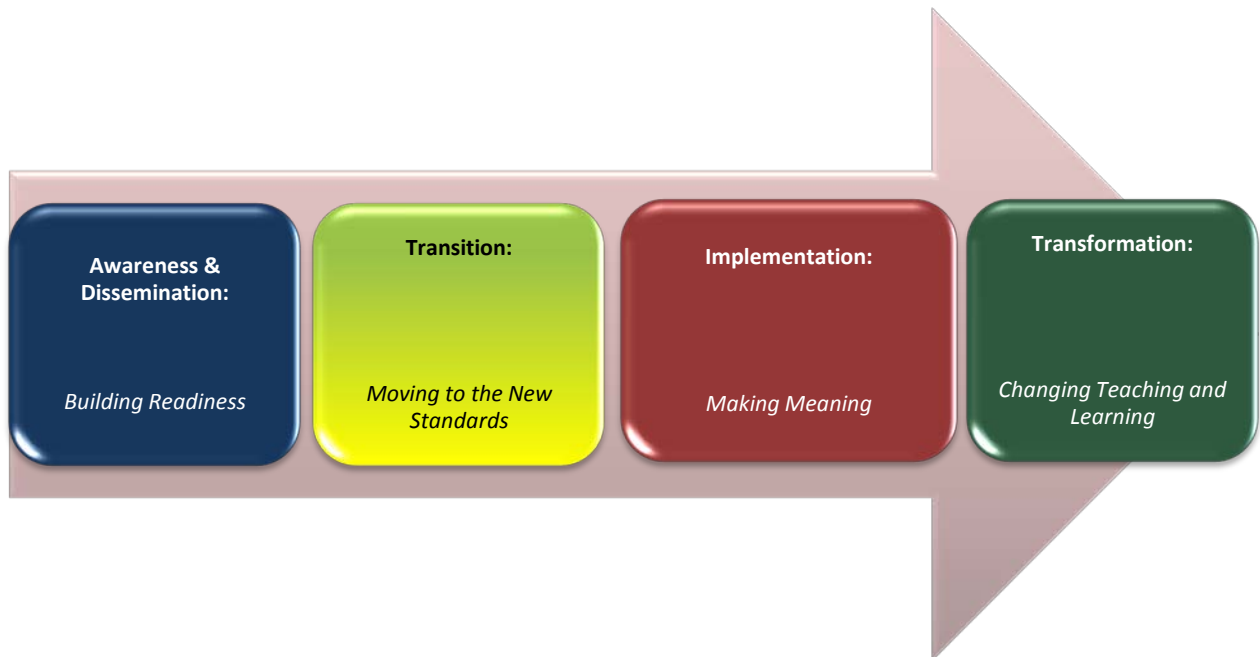 Awareness &
Dissemination:
Building Readiness
Transition:
Moving to the New
Standards
Implementation:
Making Meaning
Transformation:
Changing Teaching and
Learning